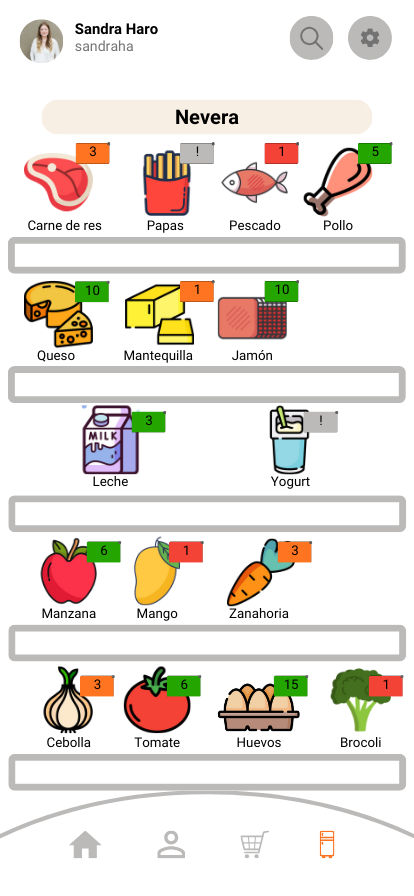 Sandra Haro
sandraha
Nevera
3 ! 1 5
Carne de res Papas Pescado Pollo
10 1 10
Queso Mantequilla Jamón
3 !
MILK
Leche Yogurt
6 1 3
Manzana Mango Zanahoria
3 6 15 1
Cebolla Tomate Huevos Brocoli